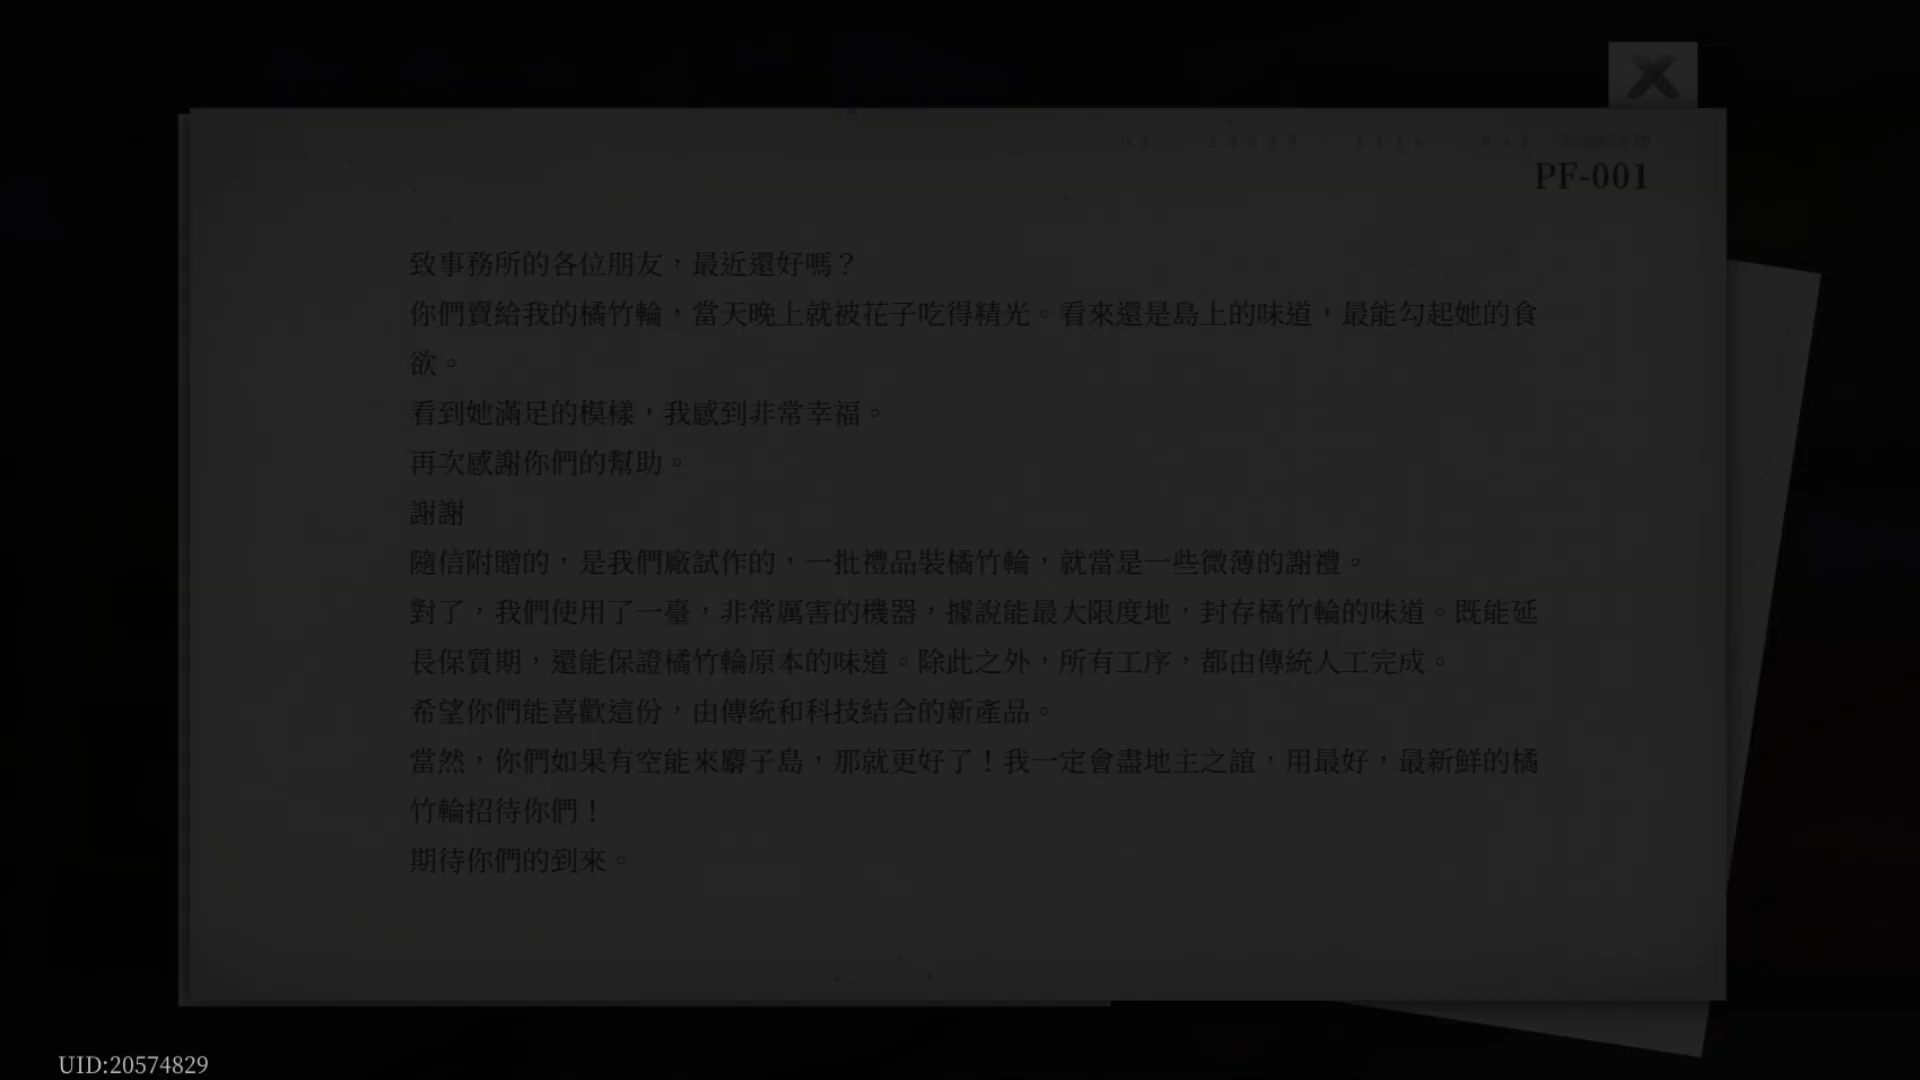 PF-001
致事務所的各位朋友，最近還好嗎？
你們賣給我的橘竹輪，當天晚上就被花子吃得精光。看來還是島上的味道，最能勾起她的食
欲。
看到她滿足的模樣，我感到非常幸福。
再次感謝你們的幫助。
謝謝
隨信附贈的，是我們廠試作的，一批禮品裝橘竹輪，就當是一些微薄的謝禮。
對了，我們使用了一臺，非常厲害的機器，據說能最大限度地，封存橘竹輪的味道。既能延
長保質期，還能保證橘竹輪原本的味道。除此之外，所有工序，都由傳統人工完成。
希望你們能喜歡這份，由傳統和科技結合的新產品。
當然，你們如果有空能來麝子島，那就更好了！我一定會盡地主之誼，用最好，最新鮮的橘
竹輪招待你們！
期待你們的到來。
UID:20574829